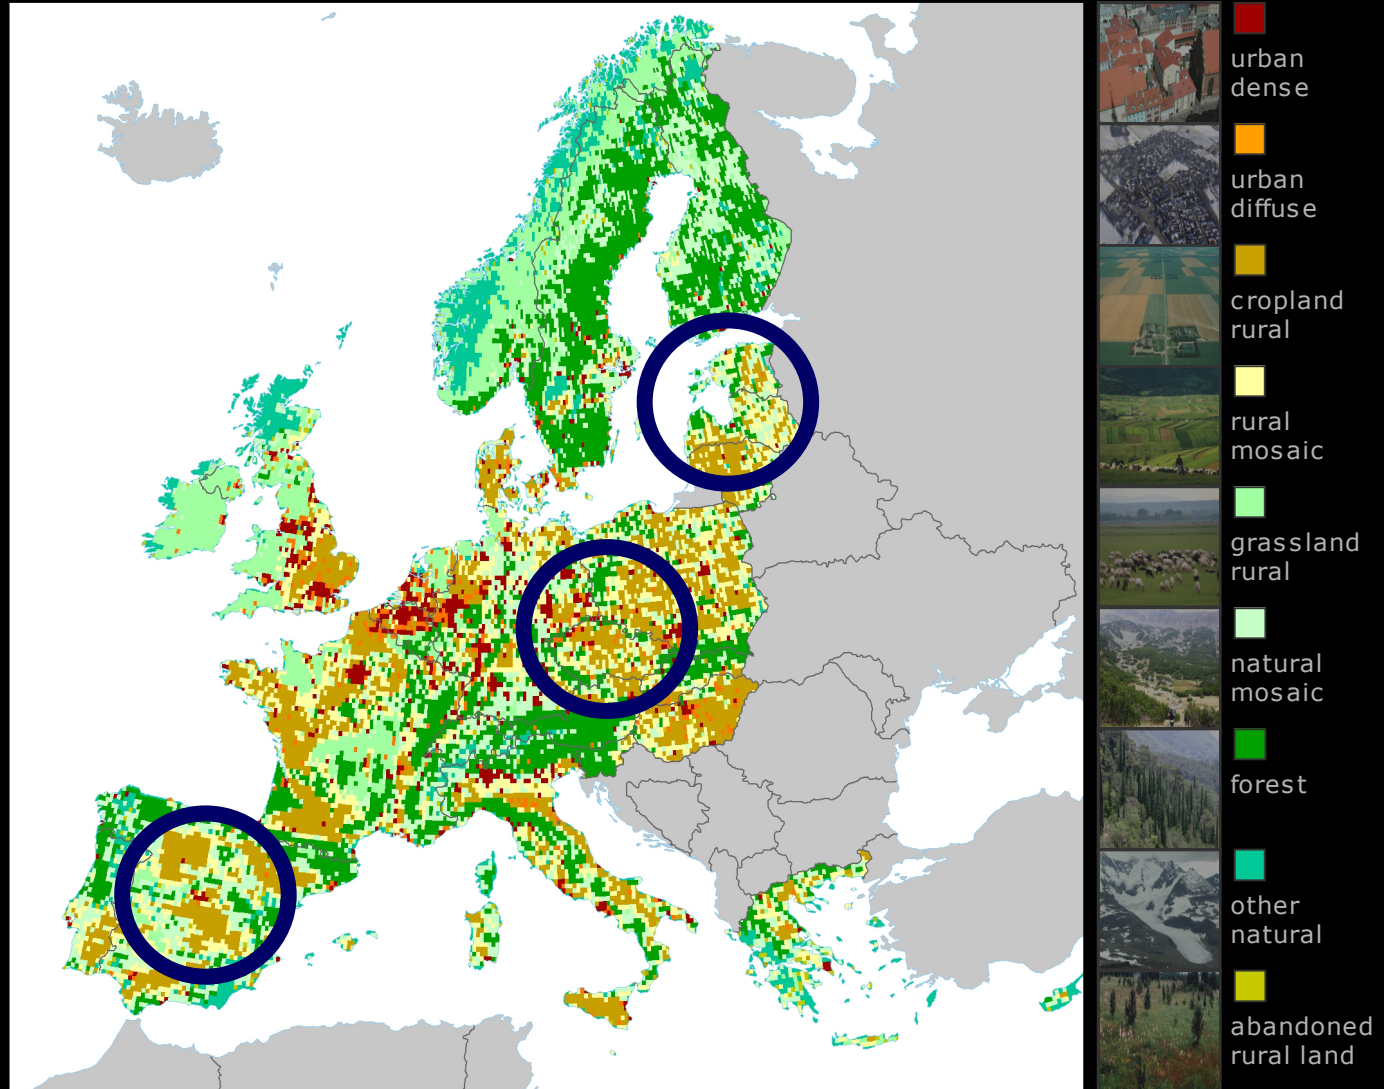 urban
dense
urban
diffuse
cropland
rural
rural
mosaic
grassland
rural
natural
mosaic
forest
other
natural
abandoned
rural land